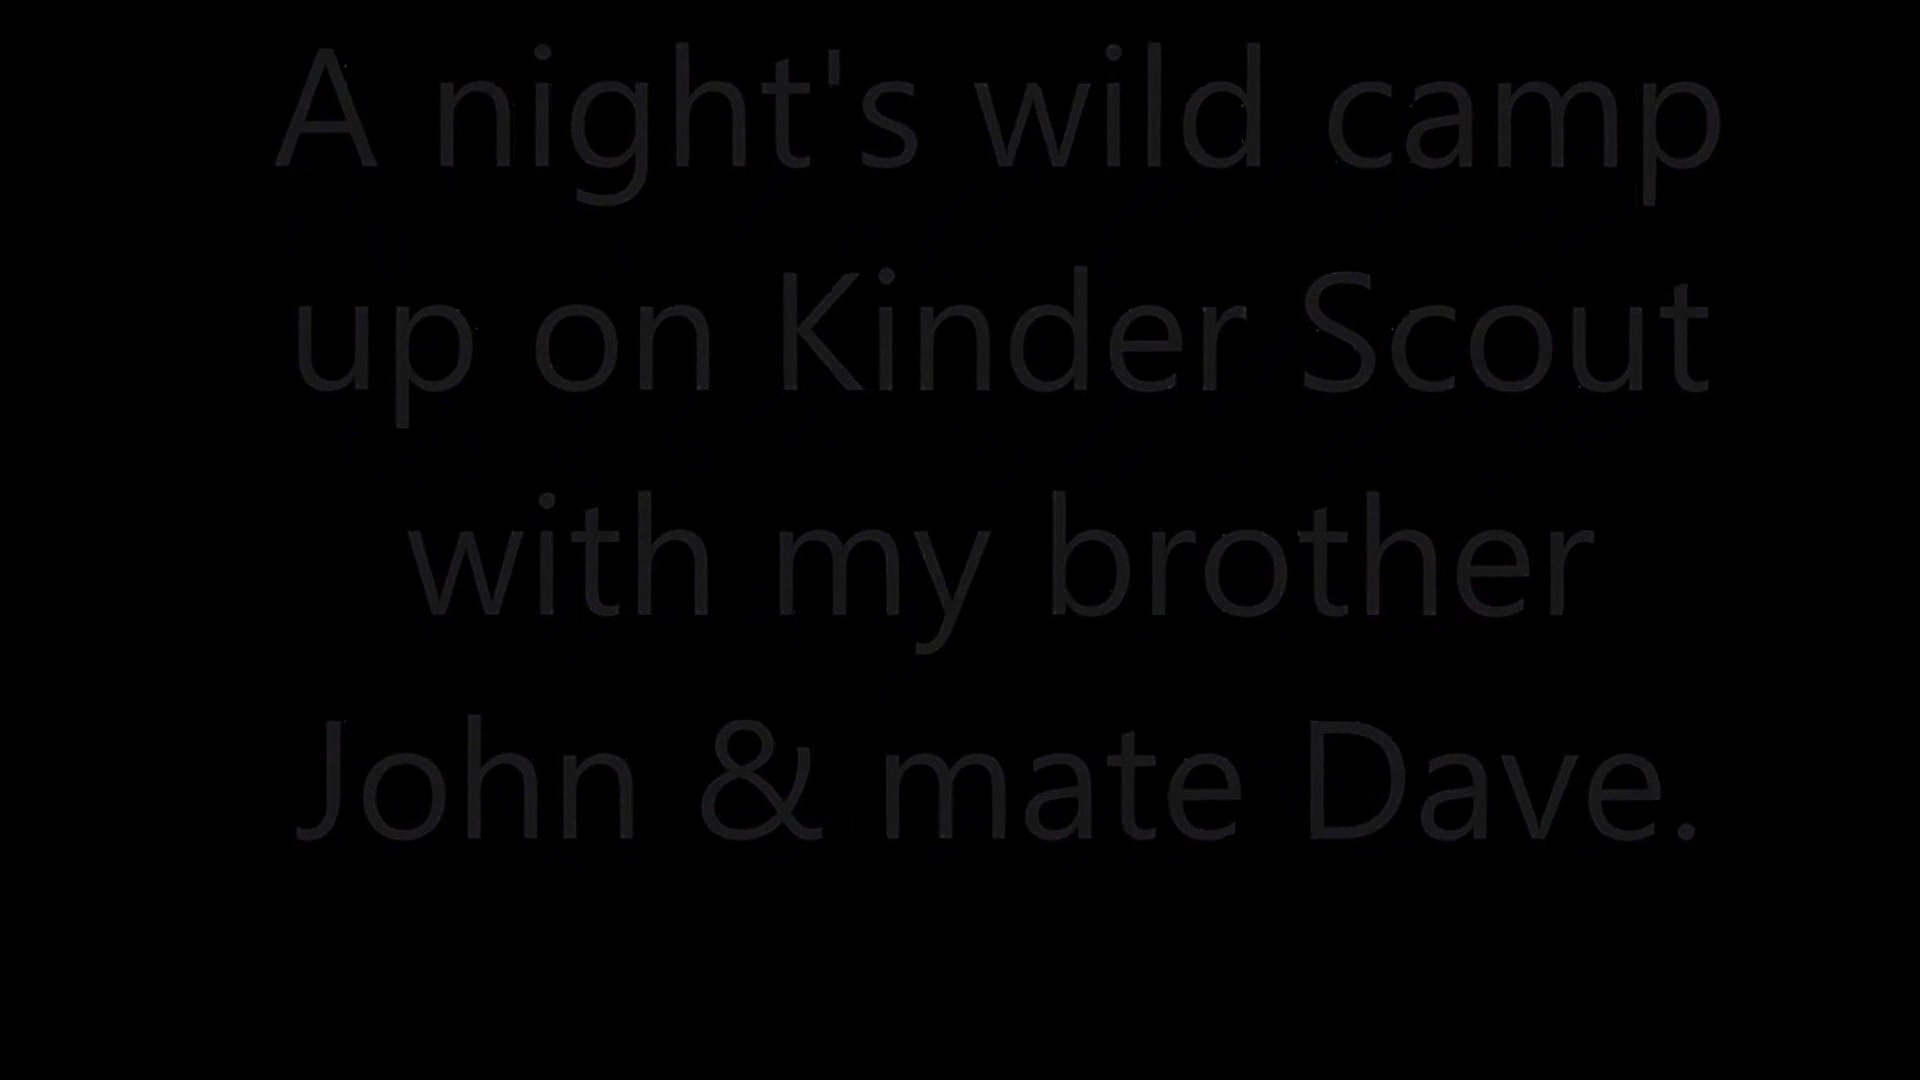 A night's wild camp
up on Kinder Scout
with my brother
John & mate Dave.